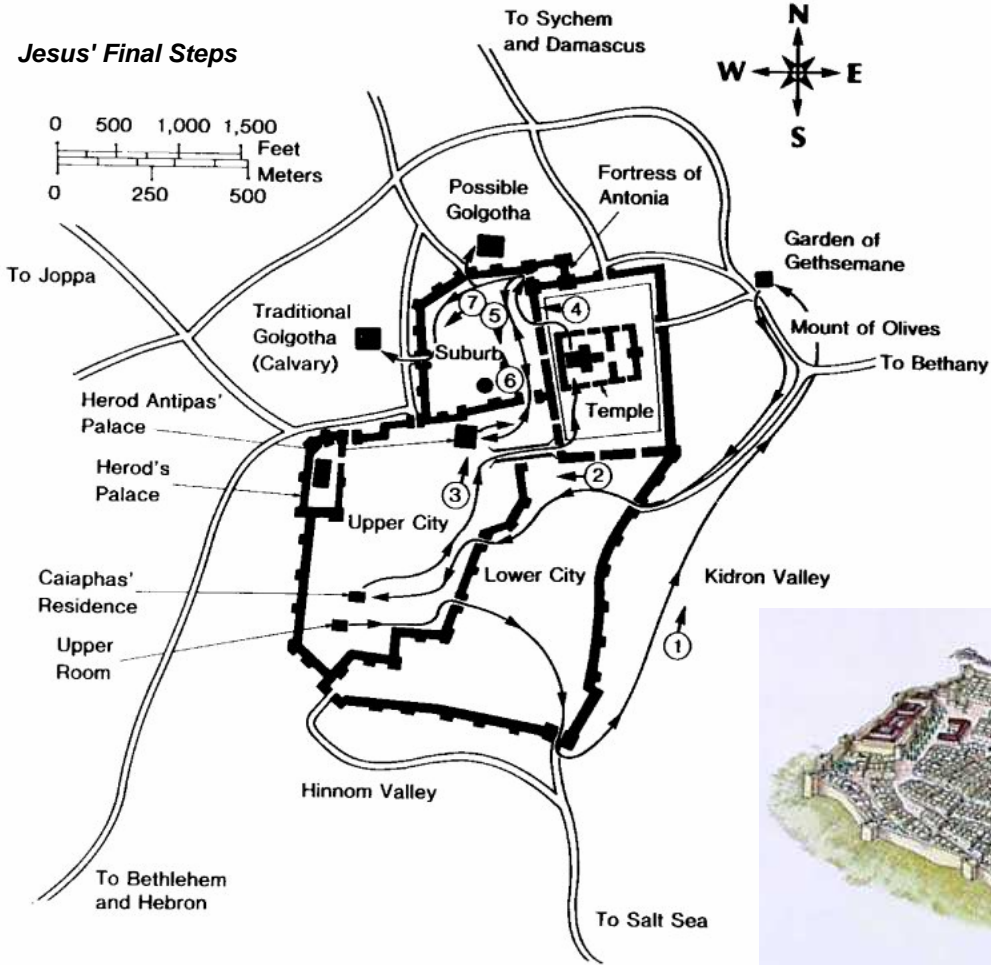 Jesus' Final Steps
To Sychem
and Damascus
N
W
E
S
0 500 1,000 1,500
Feet
Meters
0 250 500
Possible
Golgotha
Fortress of
Antonia
Garden of
Gethsemane
To Joppa
Traditional
Golgotha
(Calvary)
7
5
4
Mount of Olives
Suburb
6
To Bethany
Herod Antipas'
Palace
Temple
Herod's
Palace
3
2
Upper City
Caiaphas'
Residence
Lower City
Kidron Valley
Upper
Room
1
Hinnom Valley
To Bethlehem
and Hebron
To Salt Sea